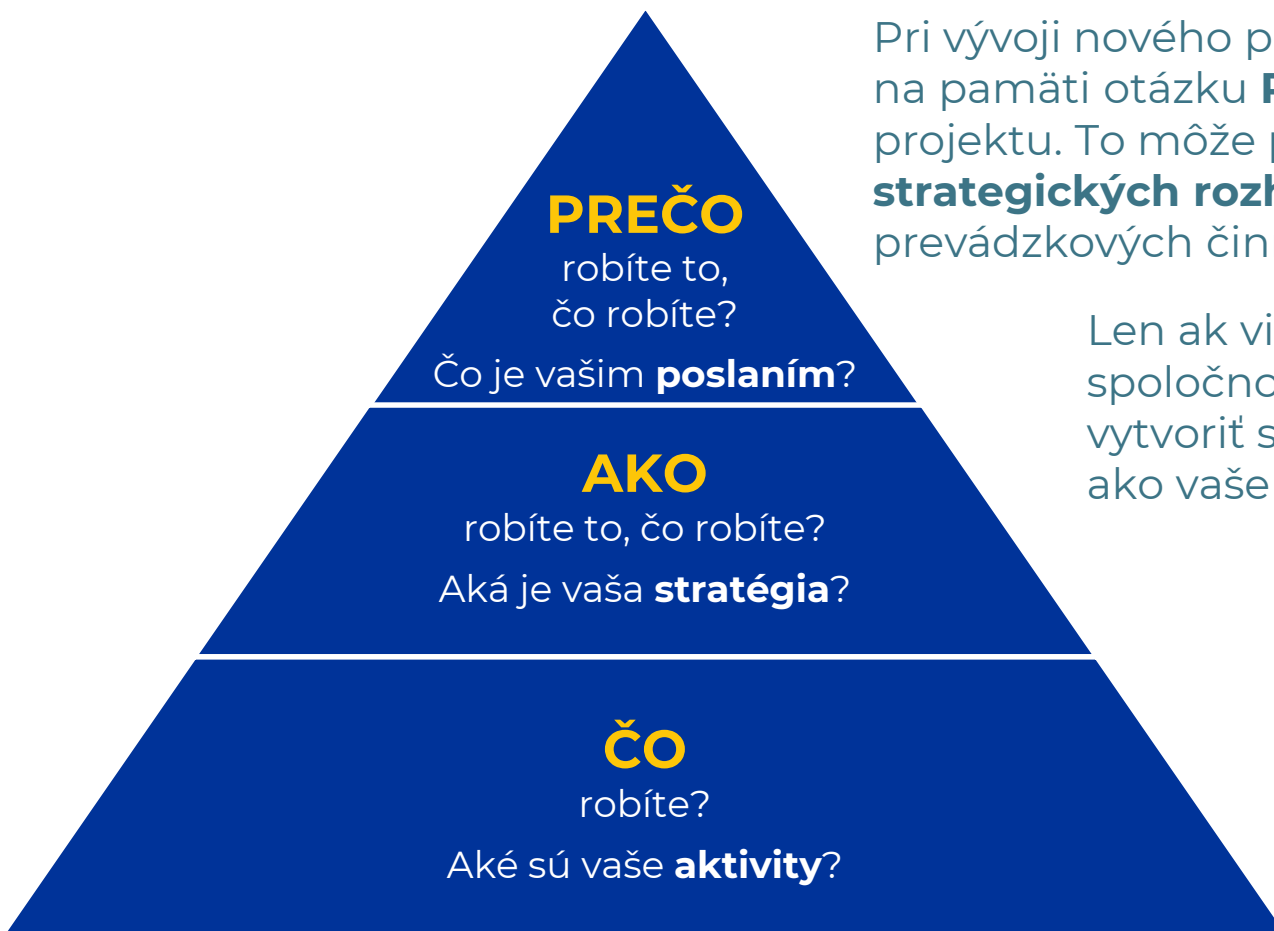 Pri vývoji nového
na pamäti otázku
projektu. To môže
strategických
prevádzkových
Len ak
vytvoriť
ako vaše
PREČO
robíte to,
čo robíte?
Čo je vašim poslaním?
AKO
robíte to, čo robíte?
Aká je vaša stratégia?
ČO
robíte?
Aké sú vaše aktivity?